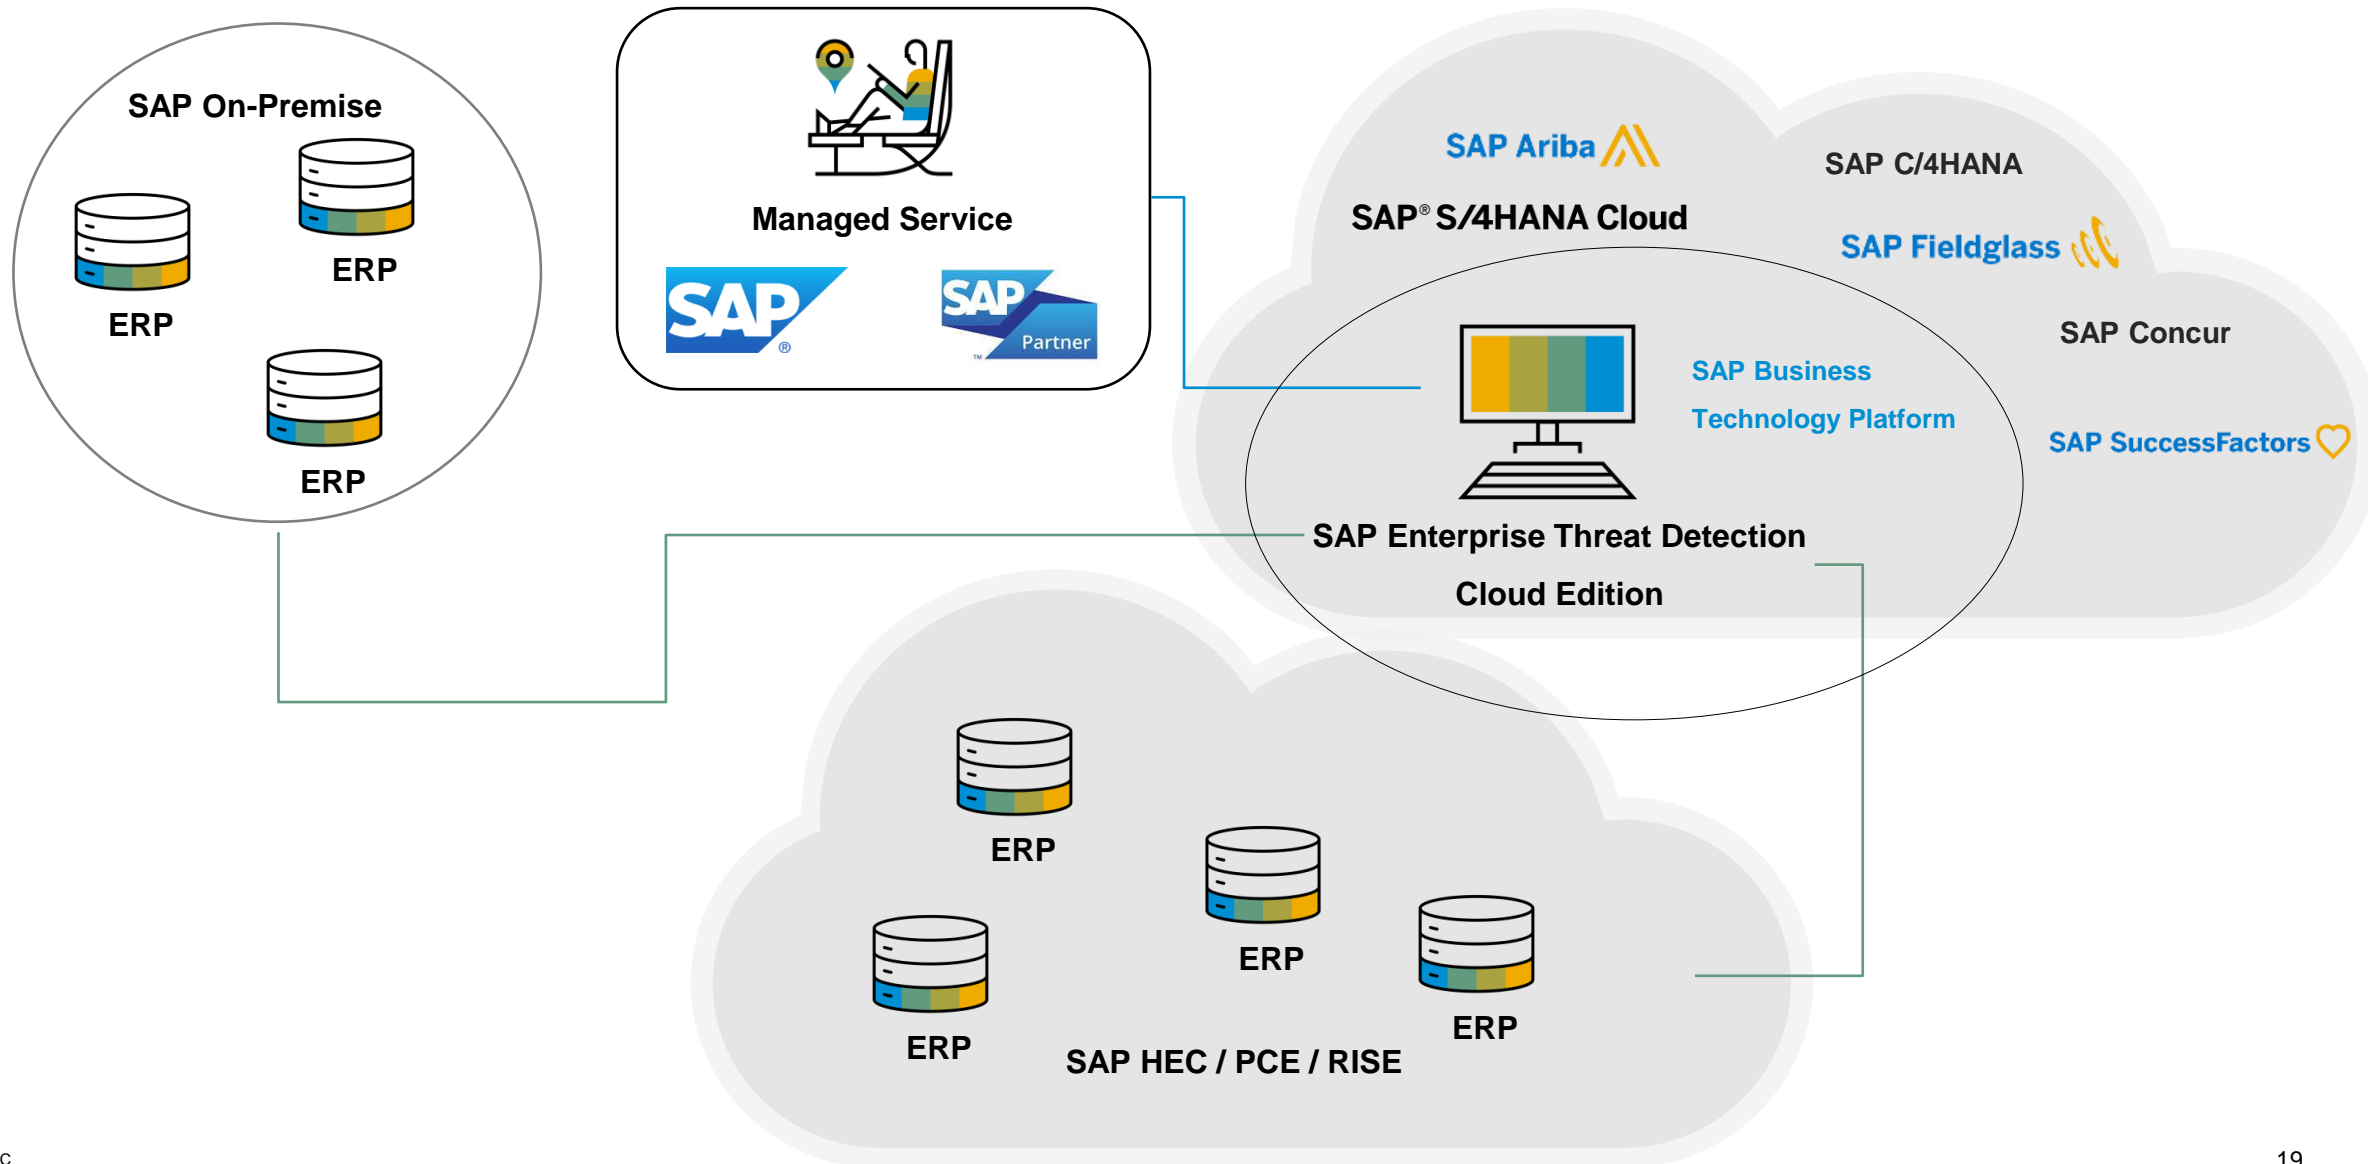 SAP On-Premise
ERP
ERP
ERP
Managed Service
SAP
®
SAP
™
Partner
SAP Ariba
SAP® S/4HANA Cloud
SAP C/4HANA
SAP Fieldglass
SAP Concur
SAP SuccessFactors
SAP Business
Technology Platform
SAP Enterprise Threat Detection
Cloud Edition
ERP
ERP
ERP
ERP
SAP HEC / PCE / RISE
c
19